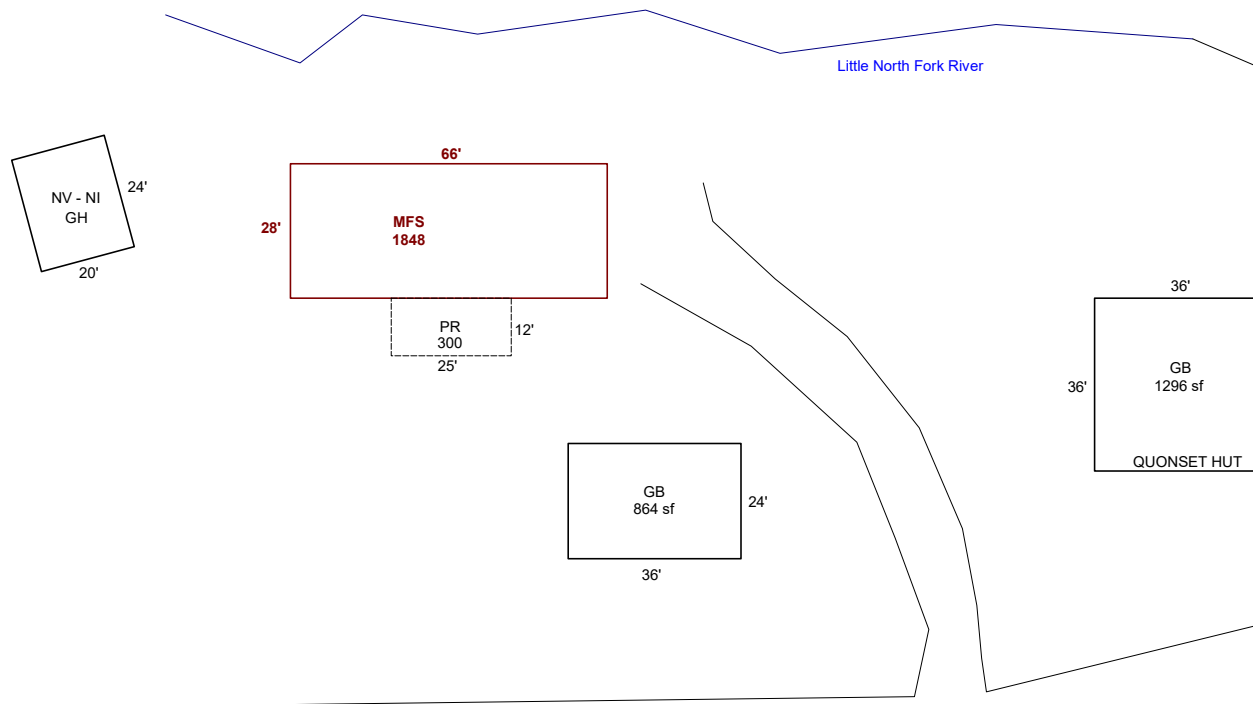 Little North Fork River
66'
NV - NI
GH
24'
20'
28'
MFS
1848
PR
300
12'
25'
36'
36'
GB
1296 sf
QUONSET HUT
GB
864 sf
24'
36'